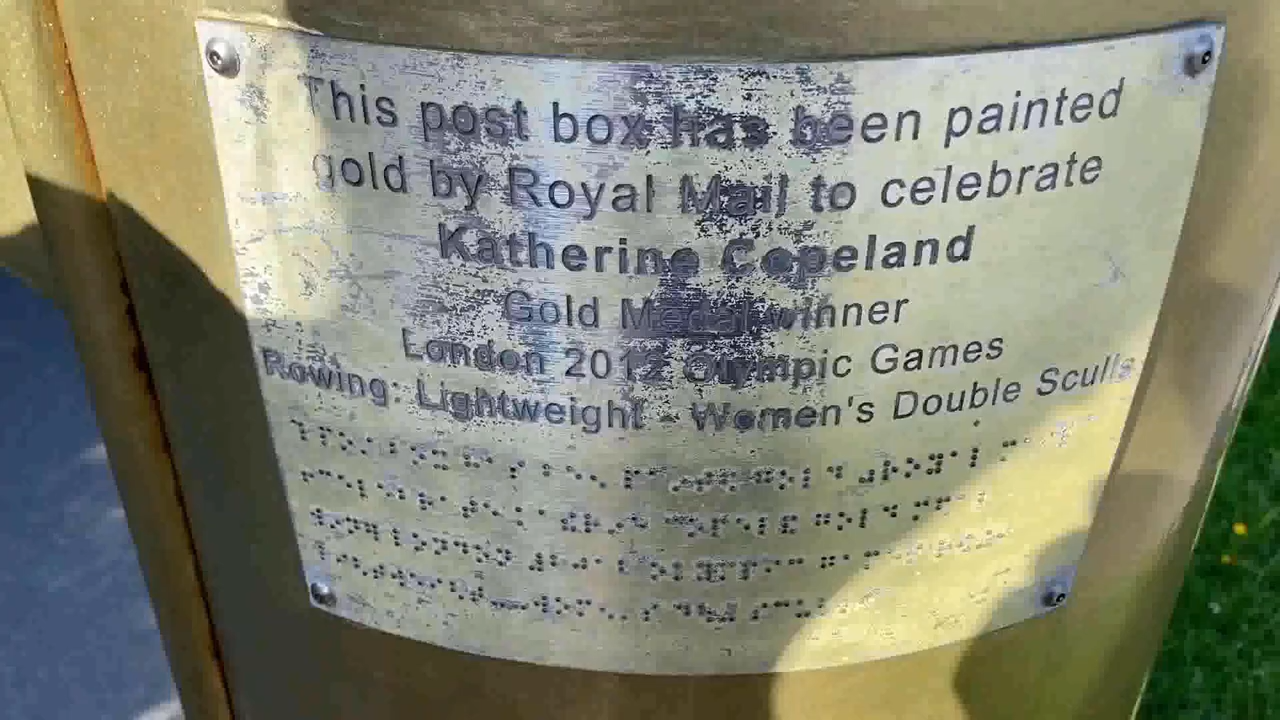 This post box has been painted
gold by Royal Mail to celebrate
Katherine Copeland
Gold Medal winner
London 2012 Olympic Games
Rowing: Lightweight - Women's Double Sculls